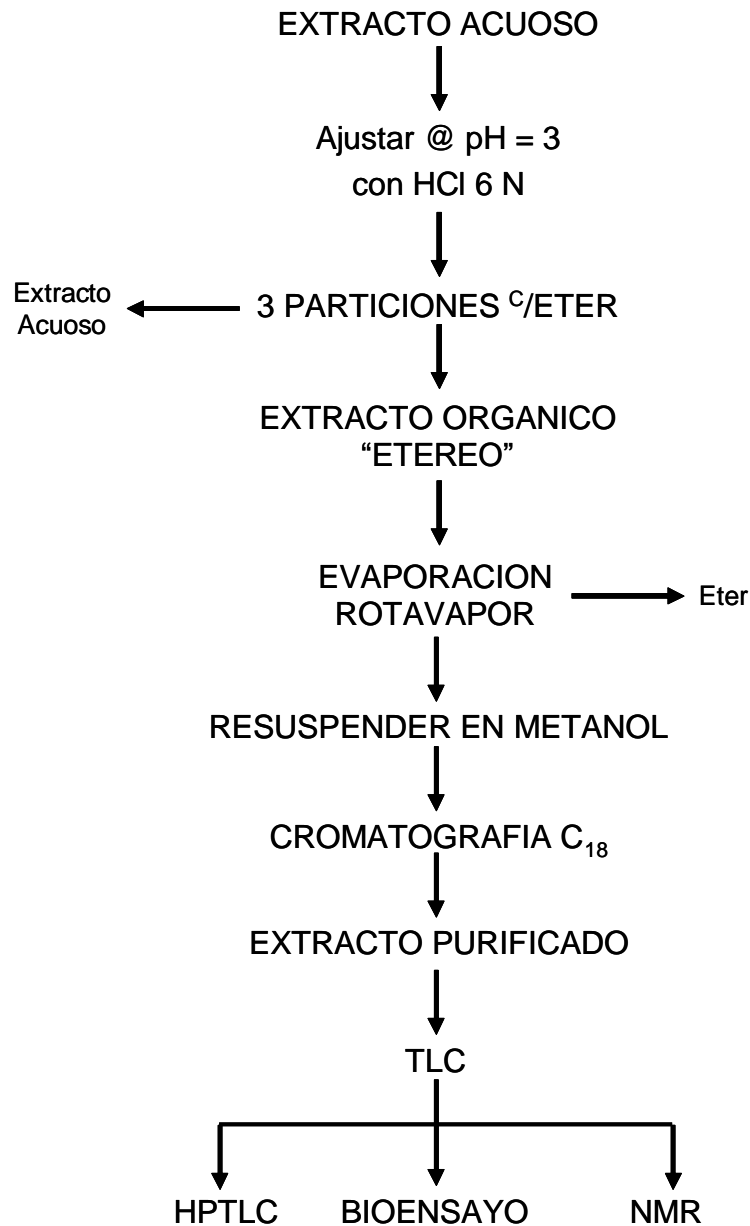 EXTRACTO ACUOSO
Ajustar @ pH = 3
con HCl 6 N
Extracto
Acuoso
3 PARTICIONES C/ETER
EXTRACTO ORGANICO
“ETEREO”
EVAPORACION
ROTAVAPOR
Eter
RESUSPENDER EN METANOL
CROMATOGRAFIA C18
EXTRACTO PURIFICADO
TLC
HPTLC BIOENSAYO NMR